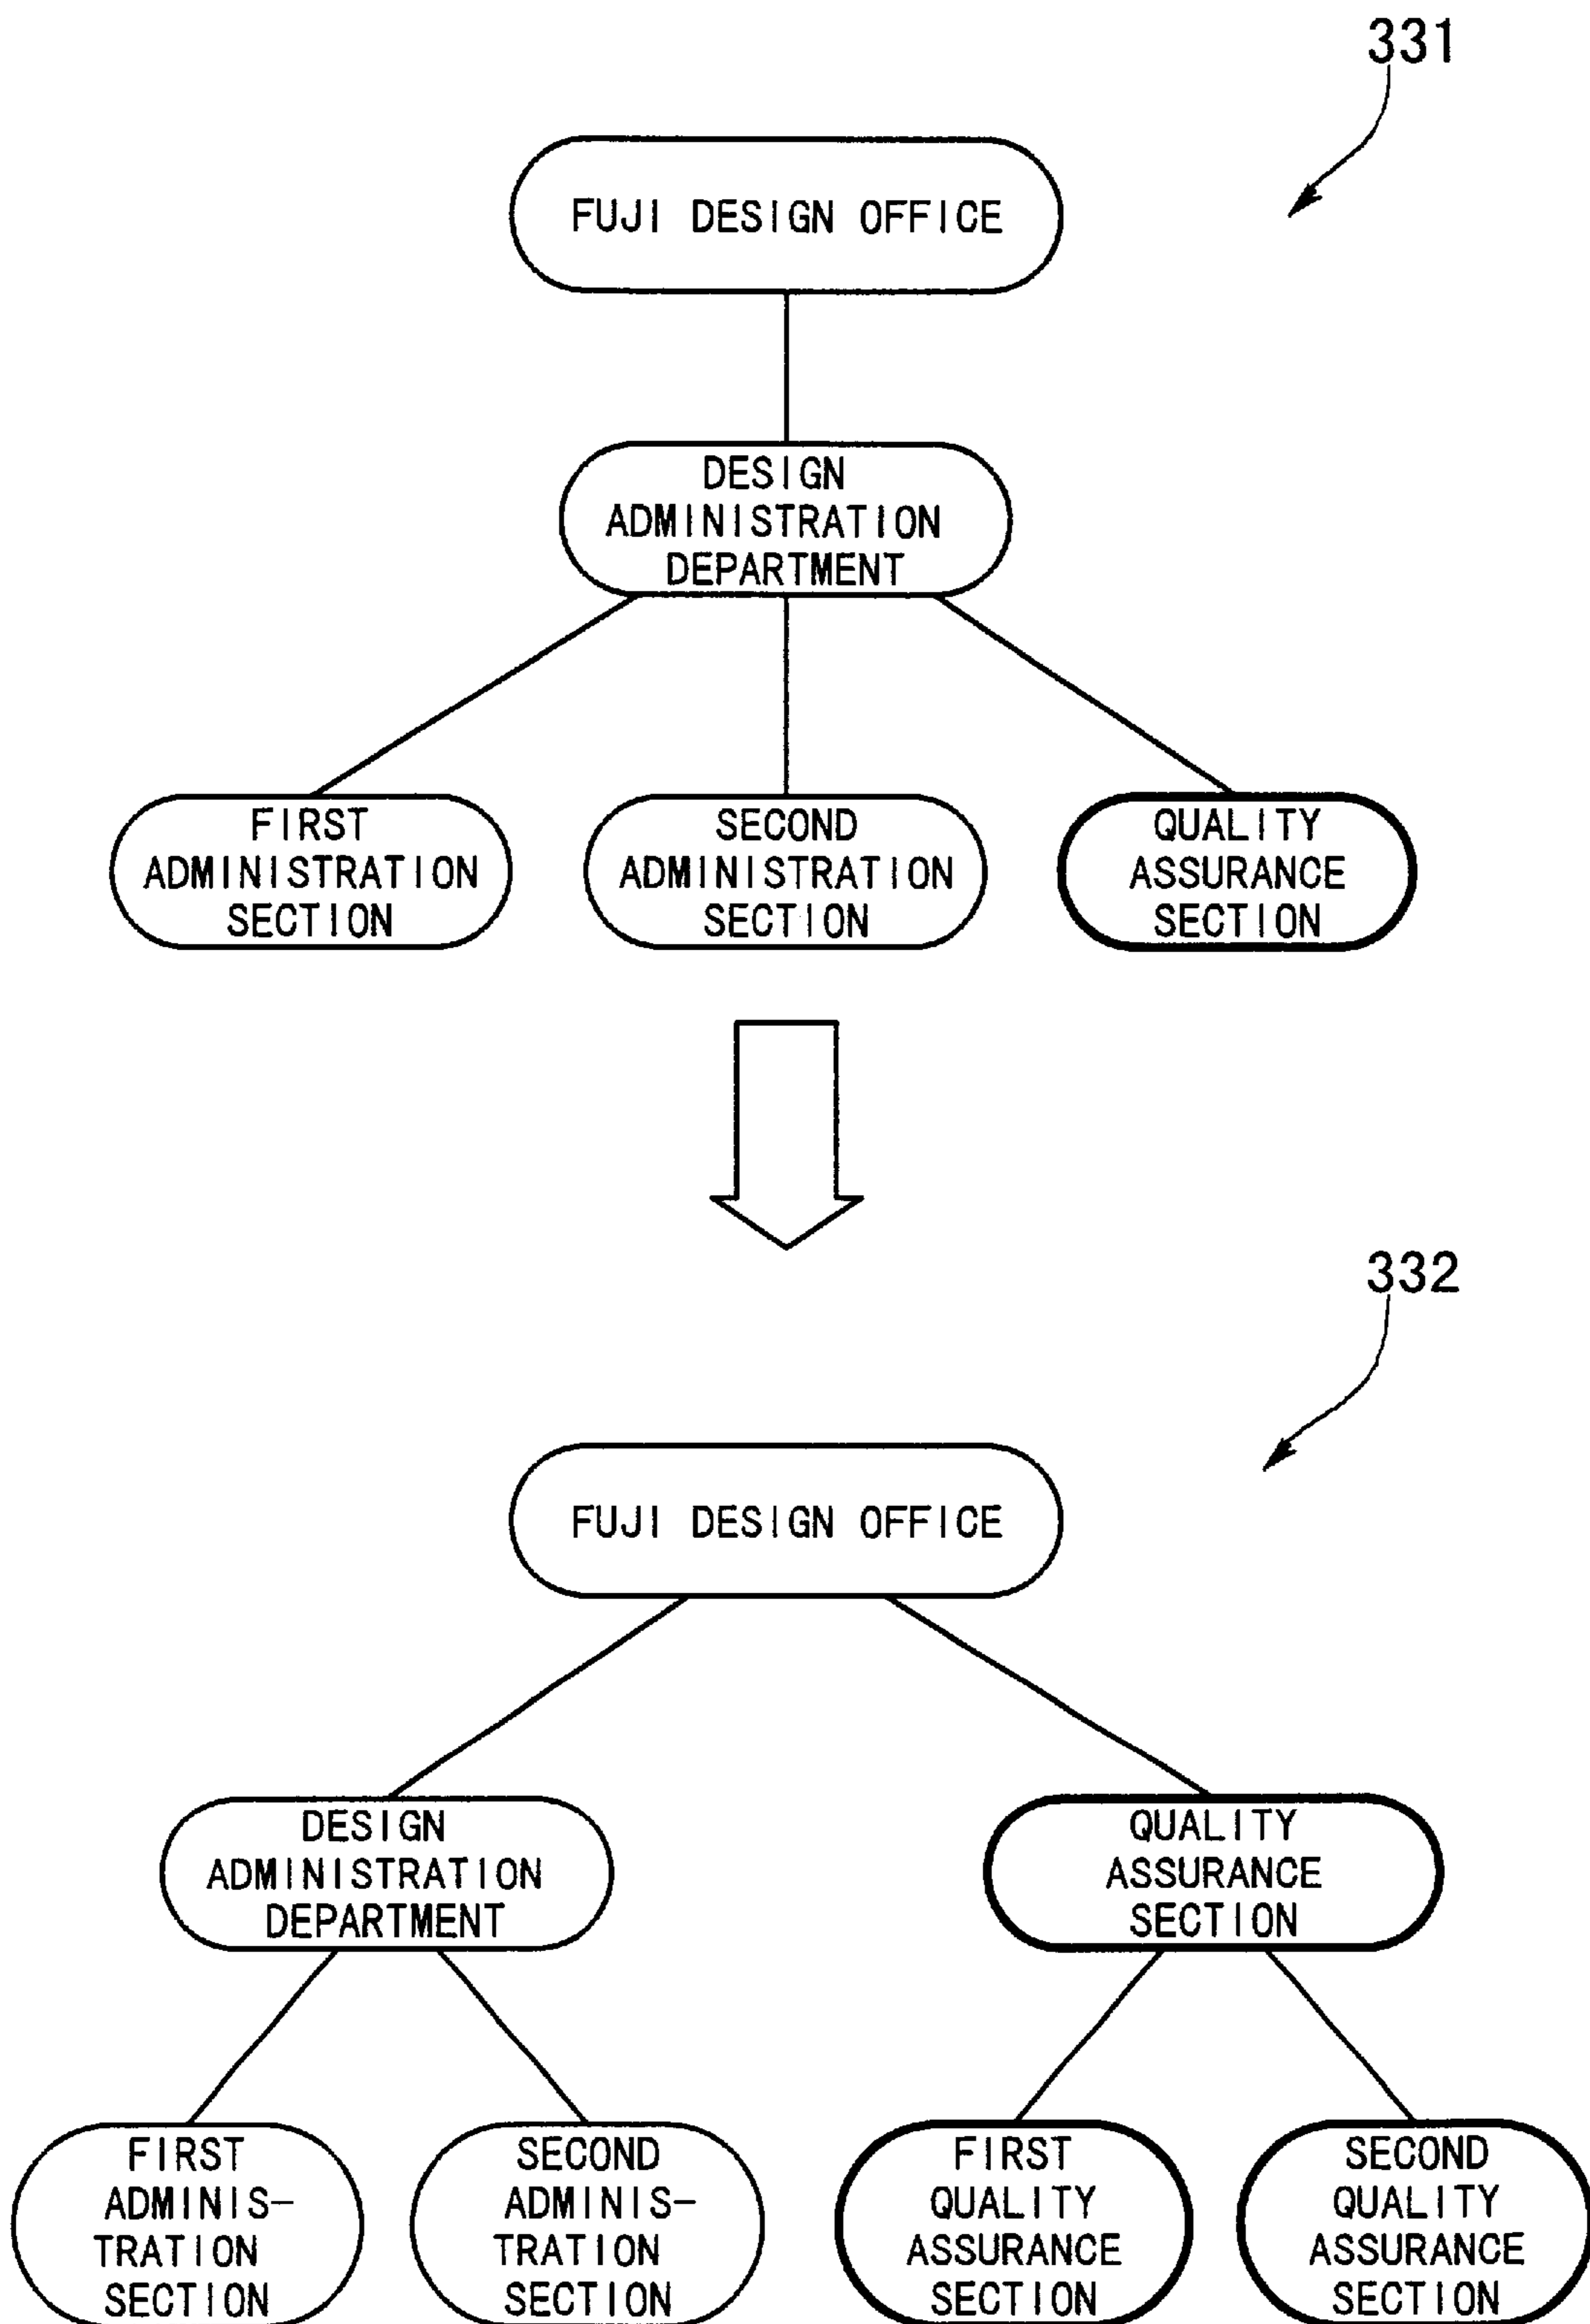 331
FUJI DESIGN OFFICE
DESIGN
ADMINISTRATION
DEPARTMENT
FIRST
ADMINISTRATION
SECTION
SECOND
ADMINISTRATION
SECTION
QUALITY
ASSURANCE
SECTION
332
FUJI DESIGN OFFICE
DESIGN
ADMINISTRATION
DEPARTMENT
QUALITY
ASSURANCE
SECTION
FIRST
ADMINIS-
TRATION
SECTION
SECOND
ADMINIS-
TRATION
SECTION
FIRST
QUALITY
ASSURANCE
SECTION
SECOND
QUALITY
ASSURANCE
SECTION